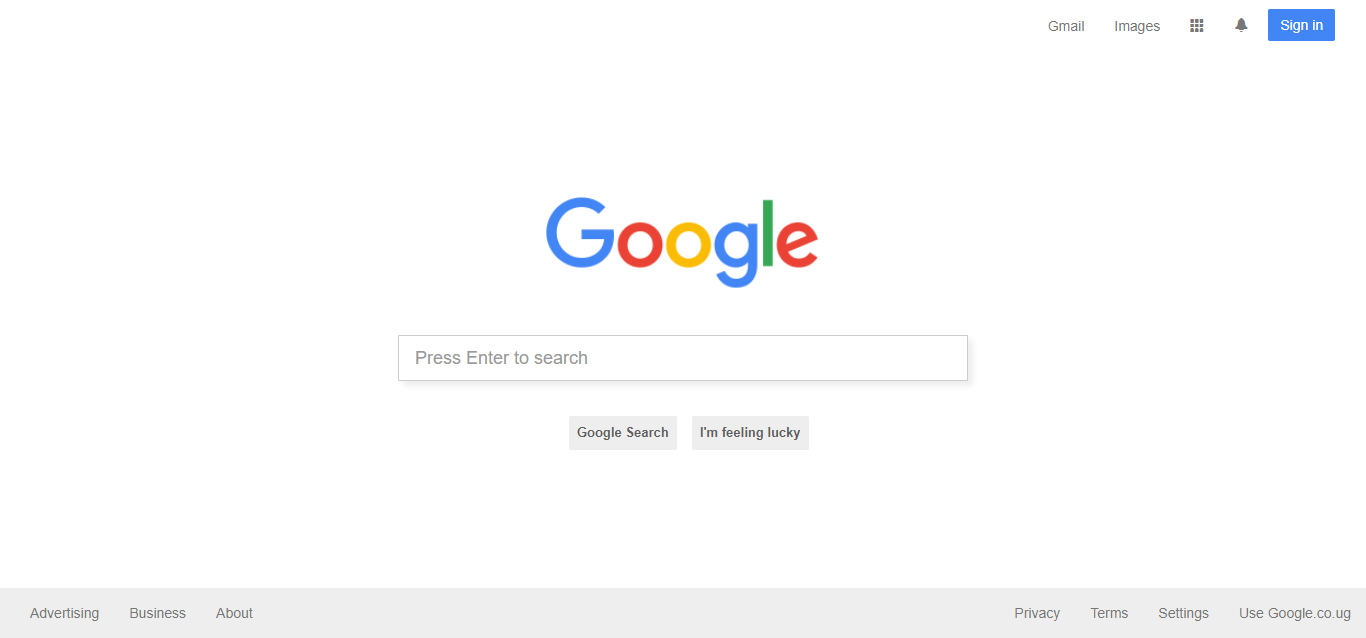 Gmail Images Sign in
Google
Press Enter to search
Google Search I'm feeling lucky
Advertising Business About Privacy Terms Settings Use Google.co.ug